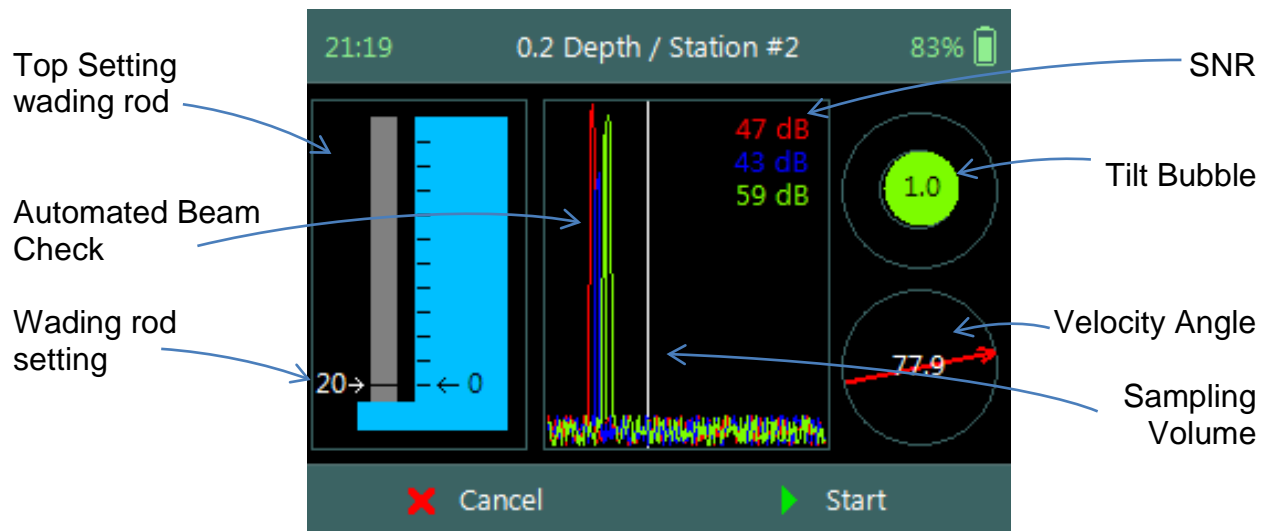 21:19 0.2 Depth / Station #2 83%
Top Setting
wading rod
Automated Beam
Check
Wading rod
setting
20→ ← 0
47 dB
43 dB
59 dB
1.0
77.9
SNR
Tilt Bubble
Velocity Angle
Sampling
Volume
Cancel Start